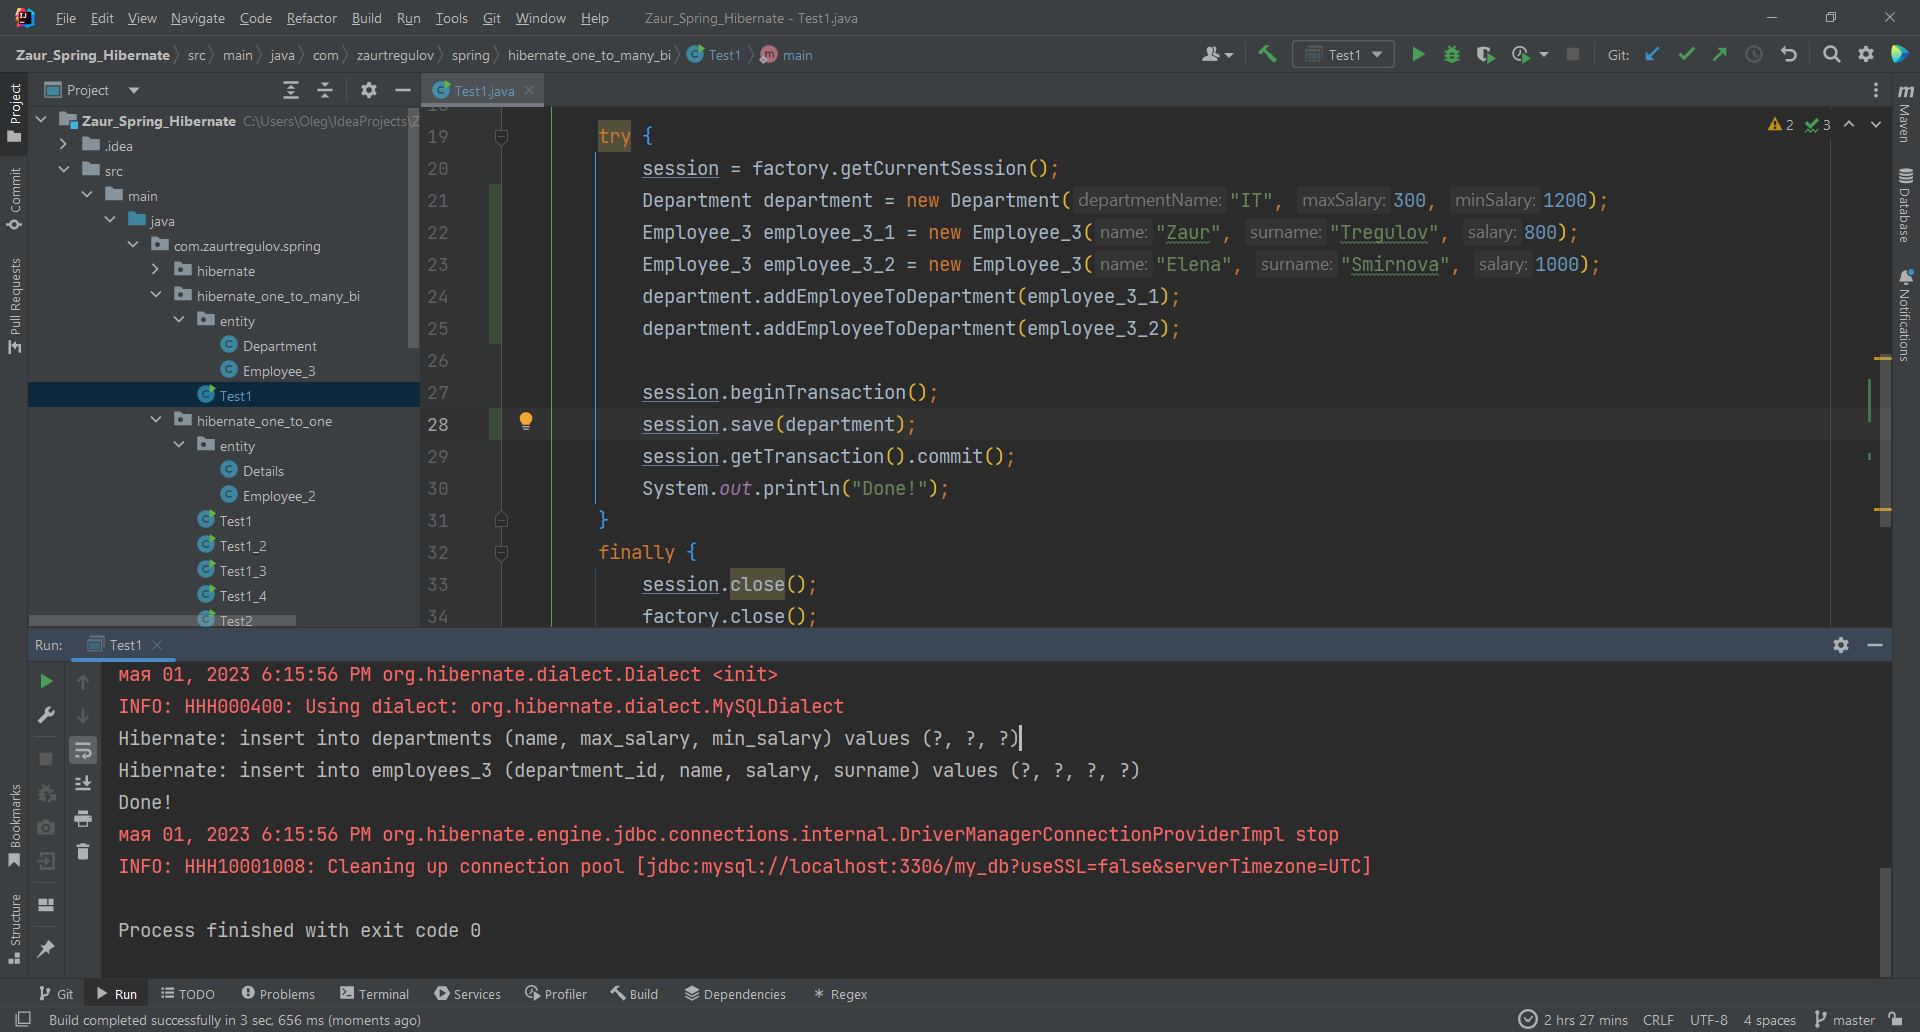 File Edit View Navigate Code Refactor Build Run Tools Git Window Help Zaur_Spring_Hibernate - Test1.java
Zaur_Spring_Hibernate src main java com zaurtregulov spring hibernate_one_to_many_bi Test1 main Test1 Git:
Project
Test1.java
Zaur_Spring_Hibernate C:\Users\Oleg\IdeaProjects\Z
.idea
src
main
java
com.zaurtregulov.spring
hibernate
hibernate_one_to_many_bi
entity
Department
Employee_3
Test1
hibernate_one_to_one
entity
Details
Employee_2
Test1
Test1_2
Test1_3
Test1_4
Test2
Project
Commit
Pull Requests
Bookmarks
Structure
2 3
18
19 try {
20 session = factory.getCurrentSession();
21 Department department = new Department( departmentName: "IT", maxSalary: 300, minSalary: 1200);
22 Employee_3 employee_3_1 = new Employee_3( name: "Zaur", surname: "Tregulov", salary: 800);
23 Employee_3 employee_3_2 = new Employee_3( name: "Elena", surname: "Smirnova", salary: 1000);
24 department.addEmployeeToDepartment(employee_3_1);
25 department.addEmployeeToDepartment(employee_3_2);
26
27 session.beginTransaction();
28 session.save(department);
29 session.getTransaction().commit();
30 System.out.println("Done!");
31 }
32 finally {
33 session.close();
34 factory.close();
Maven
Database
Notifications
Run: Test1
мая 01, 2023 6:15:56 PM org.hibernate.dialect.Dialect <init>
INFO: HHH000400: Using dialect: org.hibernate.dialect.MySQLDialect
Hibernate: insert into departments (name, max_salary, min_salary) values (?, ?, ?)
Hibernate: insert into employees_3 (department_id, name, salary, surname) values (?, ?, ?, ?)
Done!
мая 01, 2023 6:15:56 PM org.hibernate.engine.jdbc.connections.internal.DriverManagerConnectionProviderImpl stop
INFO: HHH10001008: Cleaning up connection pool [jdbc:mysql://localhost:3306/my_db?useSSL=false&serverTimezone=UTC]
Process finished with exit code 0
Git Run TODO Problems Terminal Services Profiler Build Dependencies Regex
Build completed successfully in 3 sec, 656 ms (moments ago) 2 hrs 27 mins CRLF UTF-8 4 spaces master